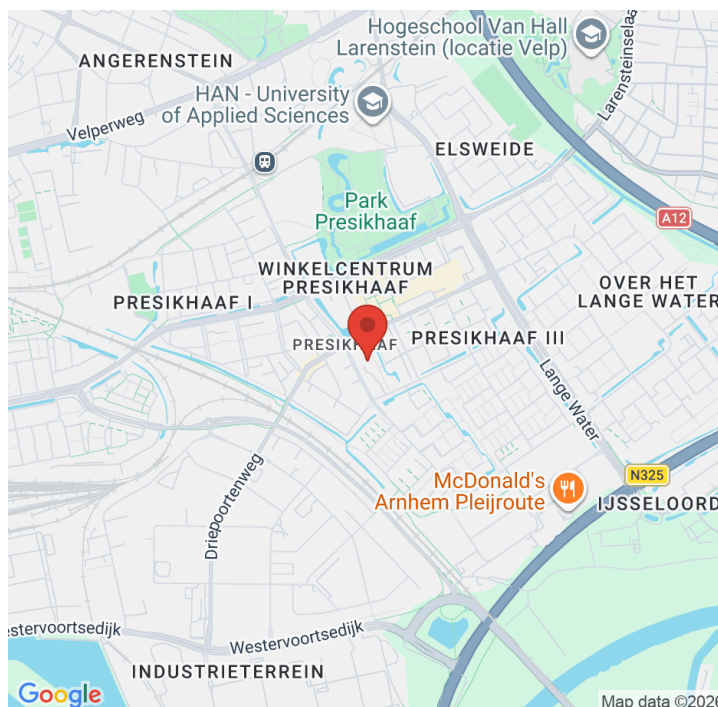 Hogeschool Van Hall
Larenstein (locatie Velp)
ANGERENSTEIN
Larensteinselaa
HAN - University
of Applied Sciences
Velperweg
ELSWEIDE
Park
Presikhaaf
A12
WINKELCENTRUM
PRESIKHAAF
OVER HET
LANGE WATER
PRESIKHAAF I
PRESIKHAAF III
Lange Water
McDonald's
Arnhem Pleijroute
N325
IJSSELOORD
Driepoortenweg
estervoortsedijk
Westervoortsedijk
INDUSTRIETERREIN
Google
Map data ©2026